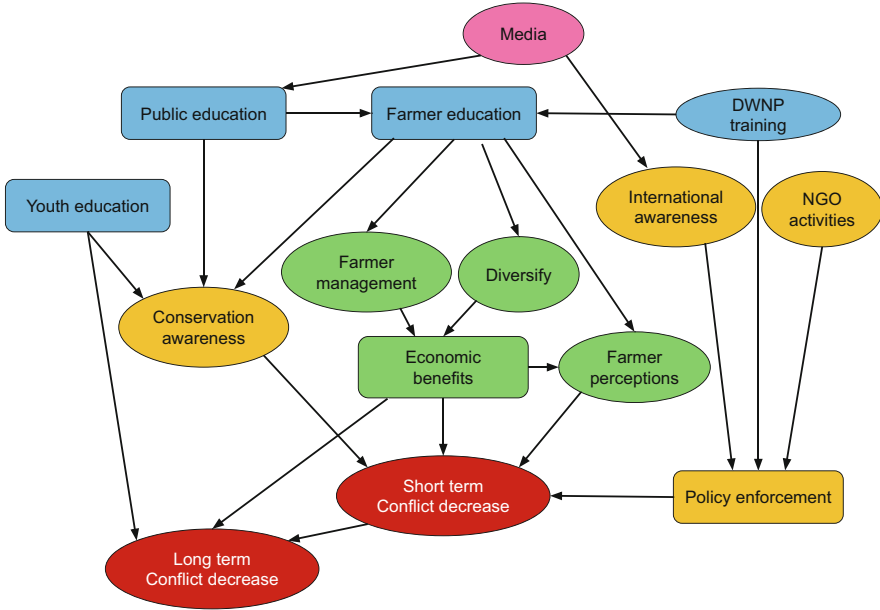 Media
Public education
Farmer education
DWNP
training
Youth education
International
awareness
NGO
activities
Farmer
management
Diversify
Conservation
awareness
Economic
benefits
Farmer
perceptions
Short term
Conflict decrease
Policy enforcement
Long term
Conflict decrease